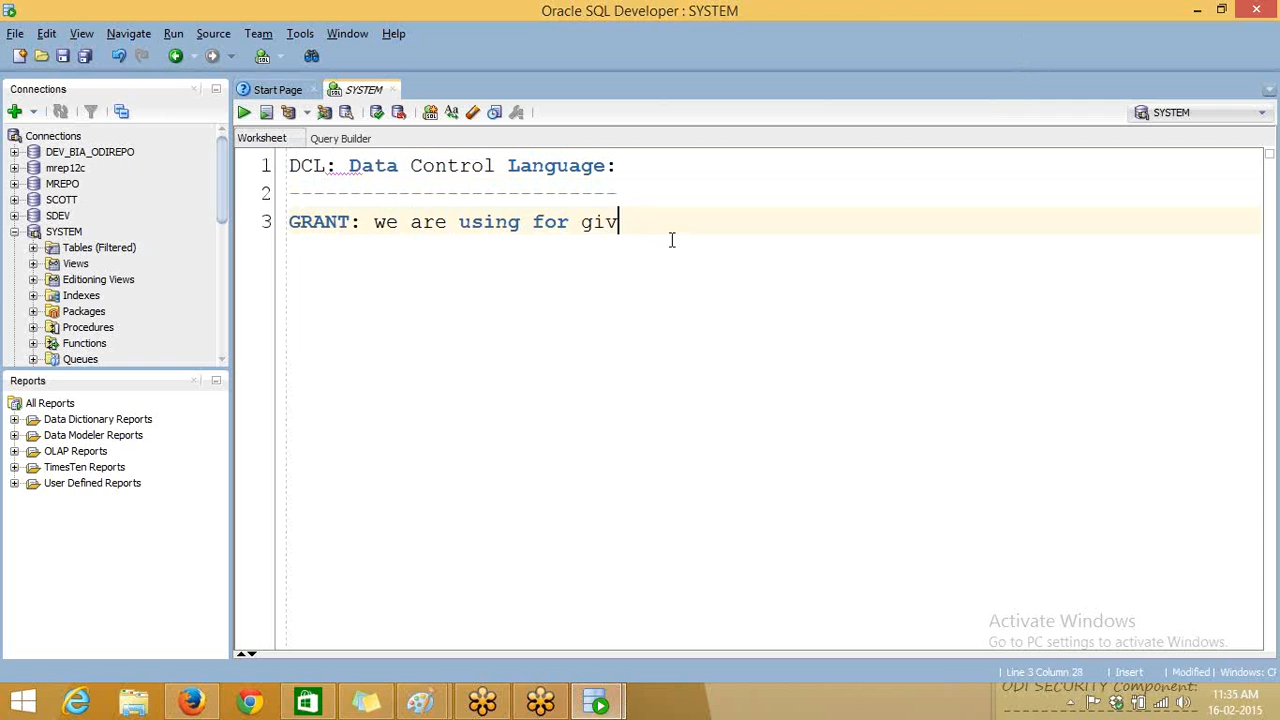 Oracle SQL Developer : SYSTEM
File Edit View Navigate Run Source Team Tools Window Help
Connections
Start Page
SYSTEM
SYSTEM
Worksheet
Query Builder
Connections
DEV_BIA_ODIREPO
mrep12c
MREPO
SCOTT
SDEV
SYSTEM
Tables (Filtered)
Views
Editioning Views
Indexes
Packages
Procedures
Functions
Queues
1 DCL: Data Control Language:
2 ---------------------------
3 GRANT: we are using for giv
Reports
All Reports
Data Dictionary Reports
Data Modeler Reports
OLAP Reports
TimesTen Reports
User Defined Reports
Activate Windows
Go to PC settings to activate Windows.
Line 3 Column 28
Insert
Modified
Windows:
ODI SECURITY Component:
11:35 AM
16-02-2015